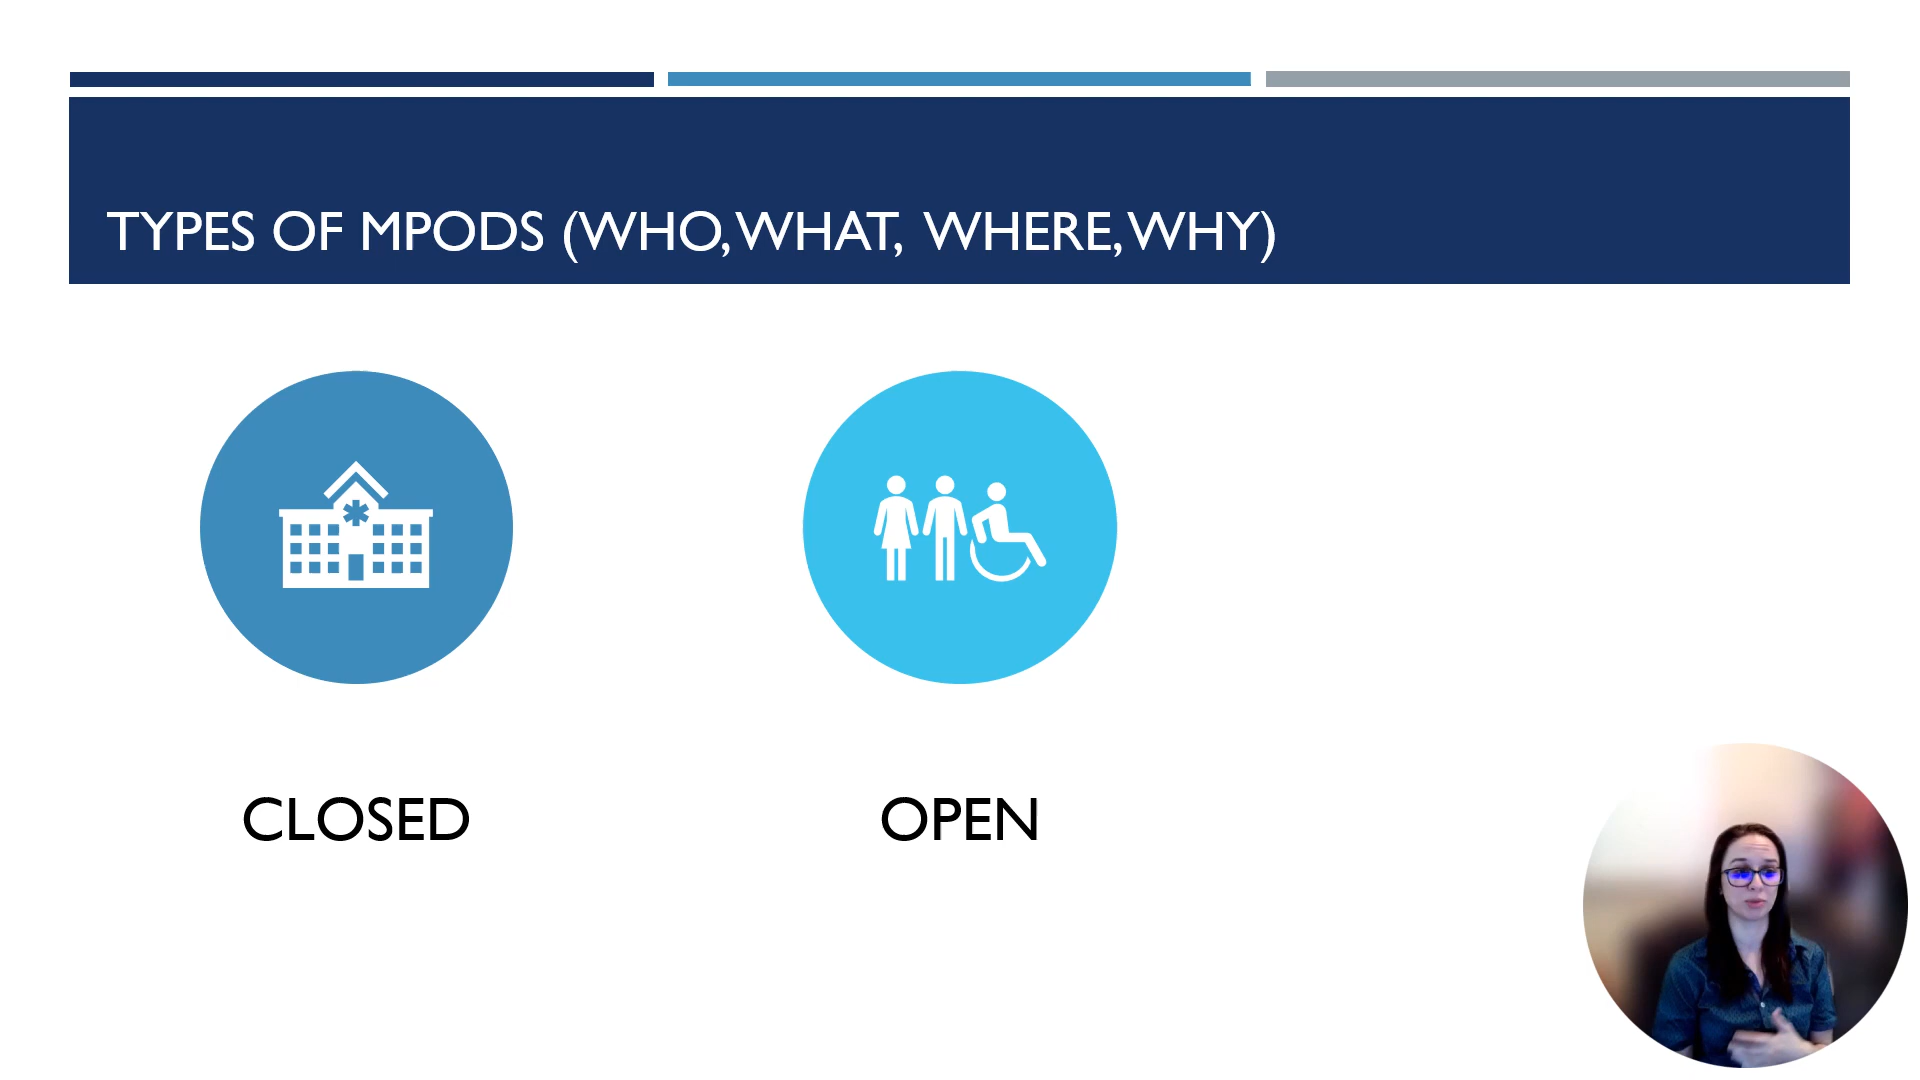 TYPES OF MPODS (WHO, WHAT, WHERE, WHY)
CLOSED
OPEN